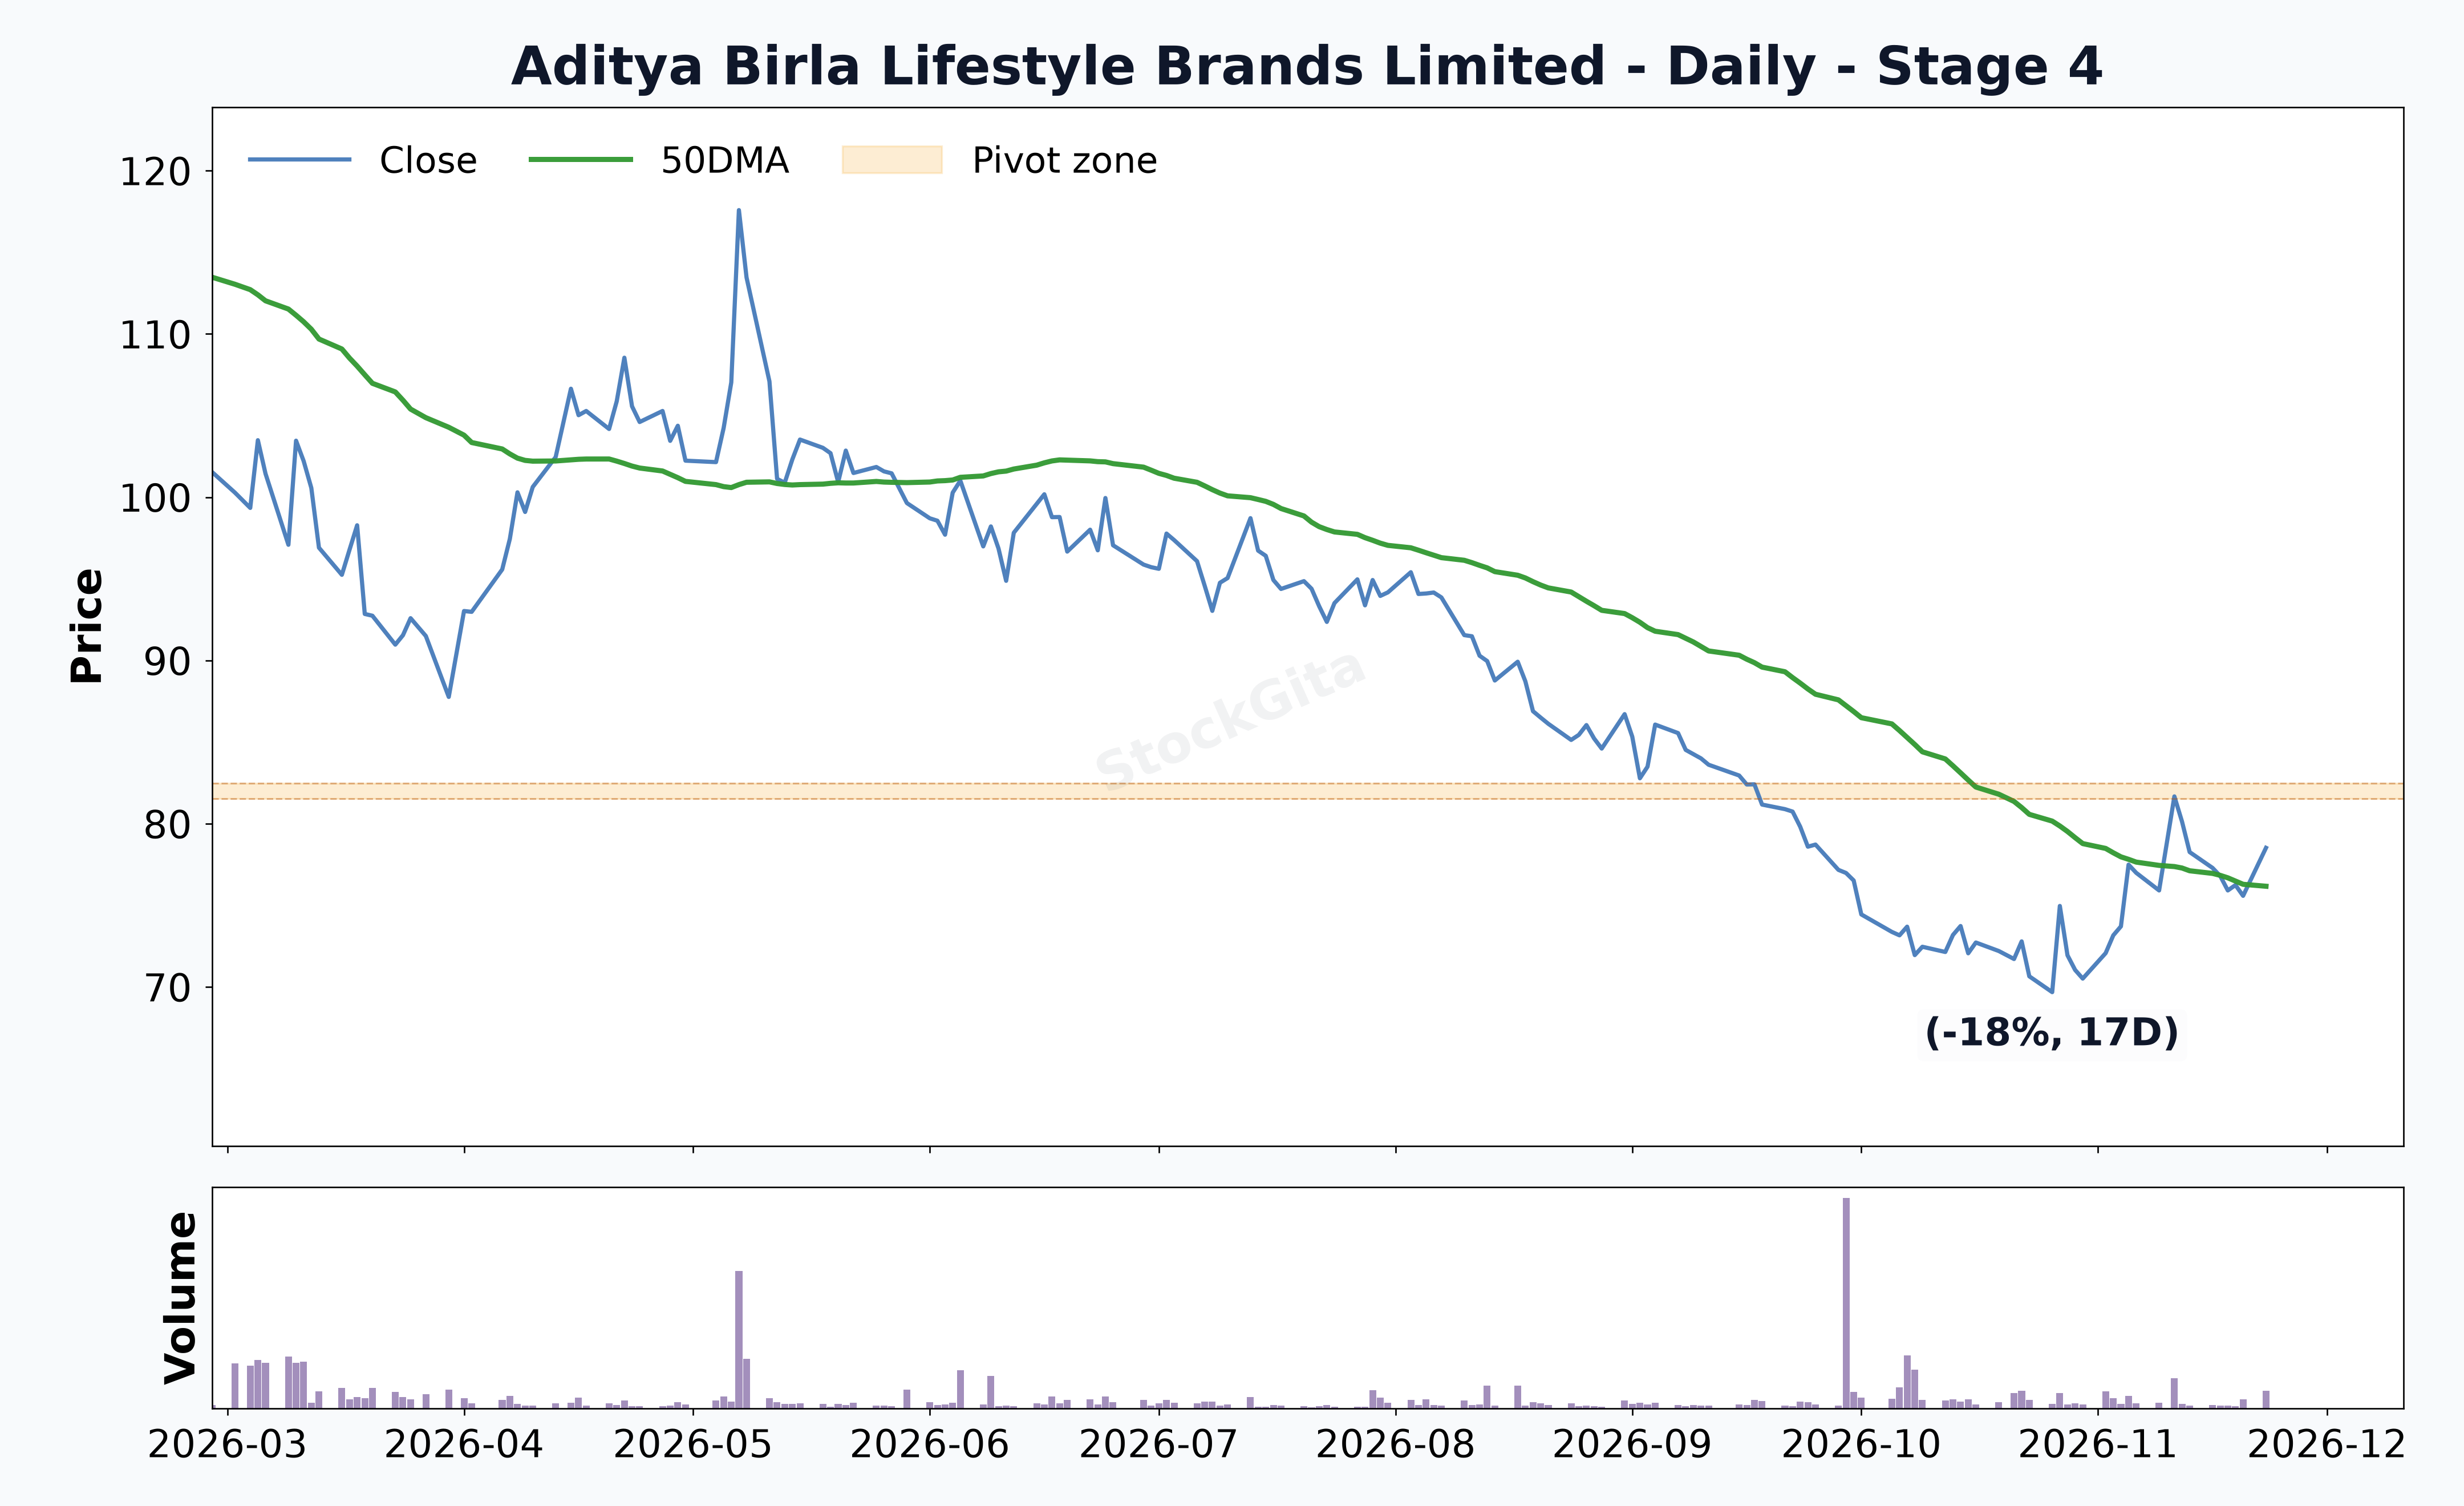 Aditya Birla Lifestyle Brands Limited - Daily - Stage 4
Close 50DMA Pivot zone
120
110
100
90
80
70
Price
StockGita
(-18%, 17D)
Volume
2026-03 2026-04 2026-05 2026-06 2026-07 2026-08 2026-09 2026-10 2026-11 2026-12